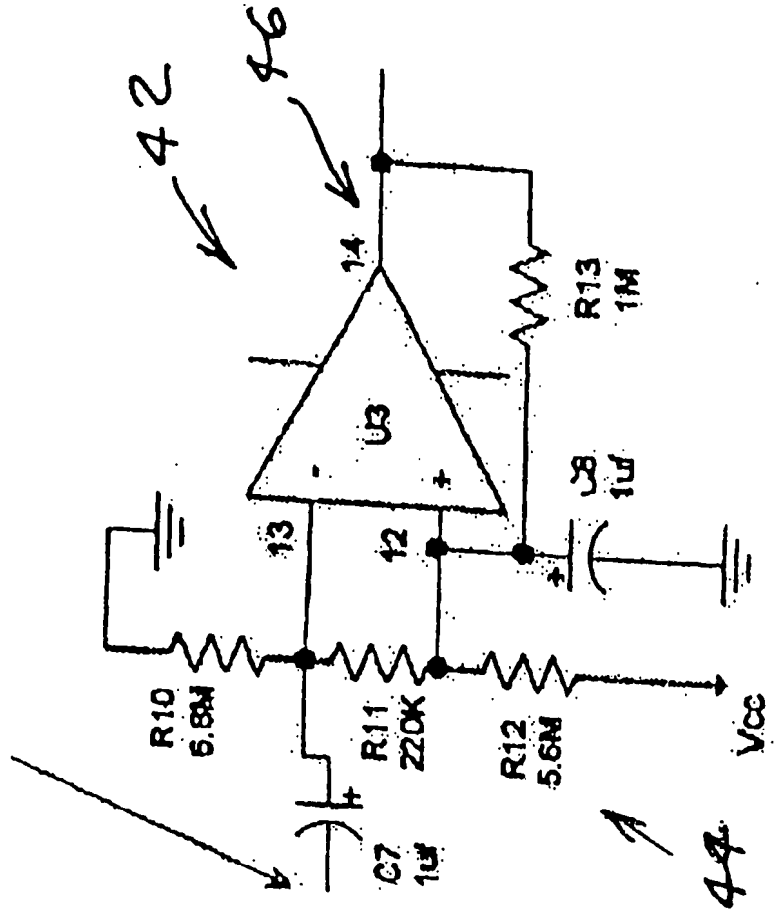 42
46
14
R13
1M
U3
-
+
13
12
C8
1uf
+
R10
6.8M
R11
220K
R12
5.6M
Vcc
C7
1uf
+
44